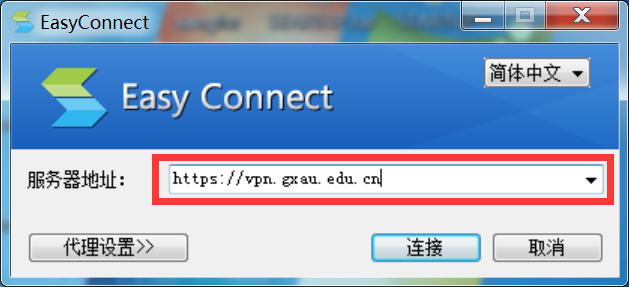 EasyConnect
简体中文
Easy Connect
服务器地址：
https://vpn.gxau.edu.cn
代理设置>>
连接
取消